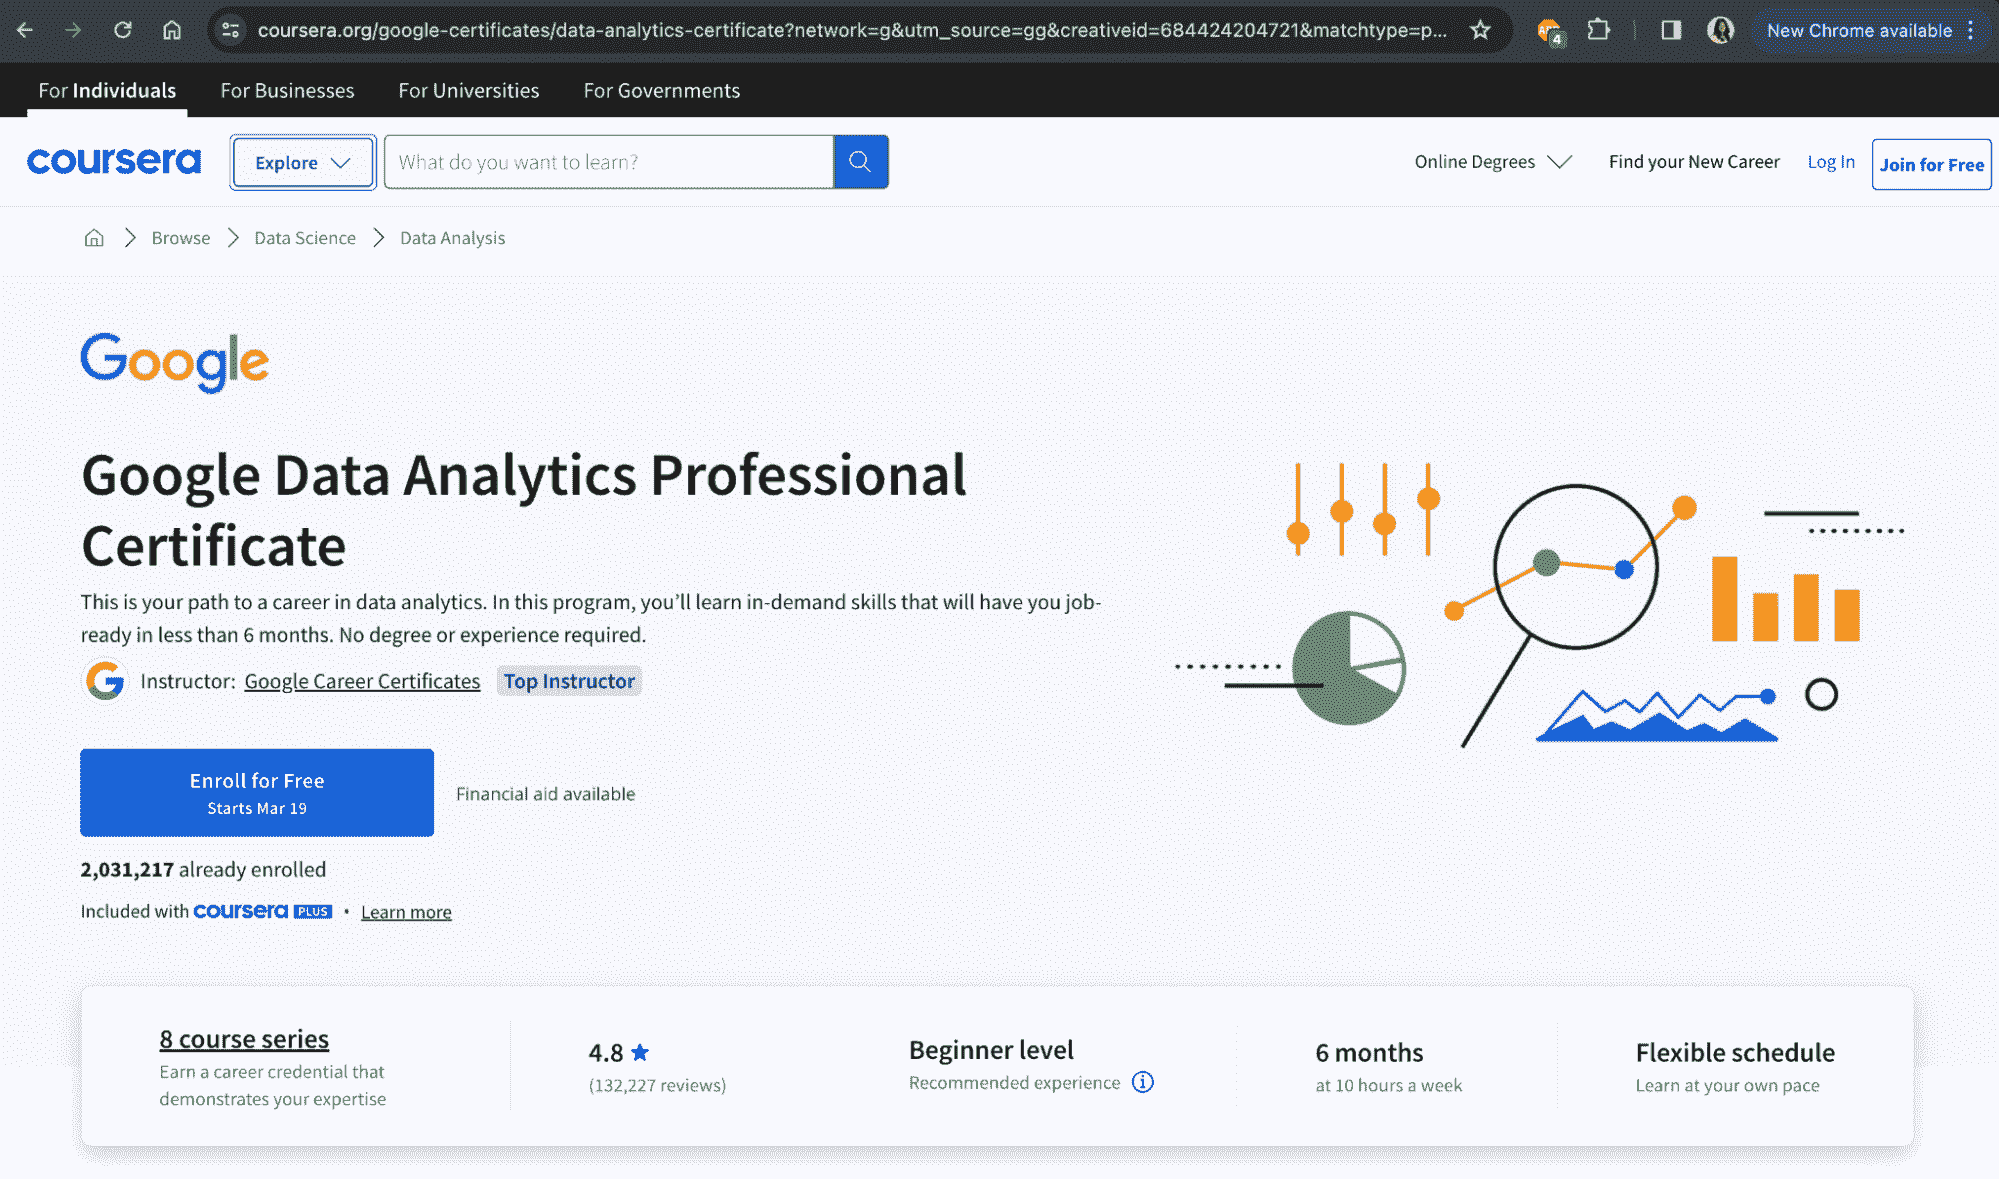 coursera.org/google-certificates/data-analytics-certificate?network=g&utm_source=gg&creativeid=684424204721&matchtype=p...
4
New Chrome available
For Individuals
For Businesses
For Universities
For Governments
coursera
Explore
What do you want to learn?
Online Degrees
Find your New Career
Log In
Join for Free
Browse
Data Science
Data Analysis
Google
Google Data Analytics Professional
Certificate
This is your path to a career in data analytics. In this program, you’ll learn in-demand skills that will have you job-
ready in less than 6 months. No degree or experience required.
G
Instructor: Google Career Certificates
Top Instructor
Enroll for Free
Starts Mar 19
Financial aid available
2,031,217 already enrolled
Included with coursera PLUS • Learn more
8 course series
Earn a career credential that
demonstrates your expertise
4.8
(132,227 reviews)
Beginner level
Recommended experience
6 months
at 10 hours a week
Flexible schedule
Learn at your own pace